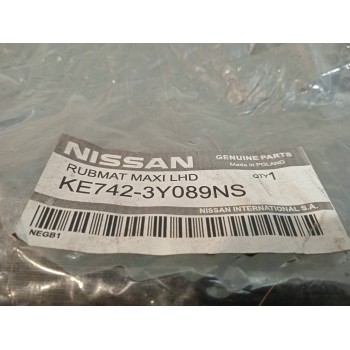 NISSAN
GENUINE PARTS
Made in POLAND
RUBMAT MAXI LHD
QTY 1
KE742-3Y089NS
NISSAN INTERNATIONAL S.A.
NEGB1